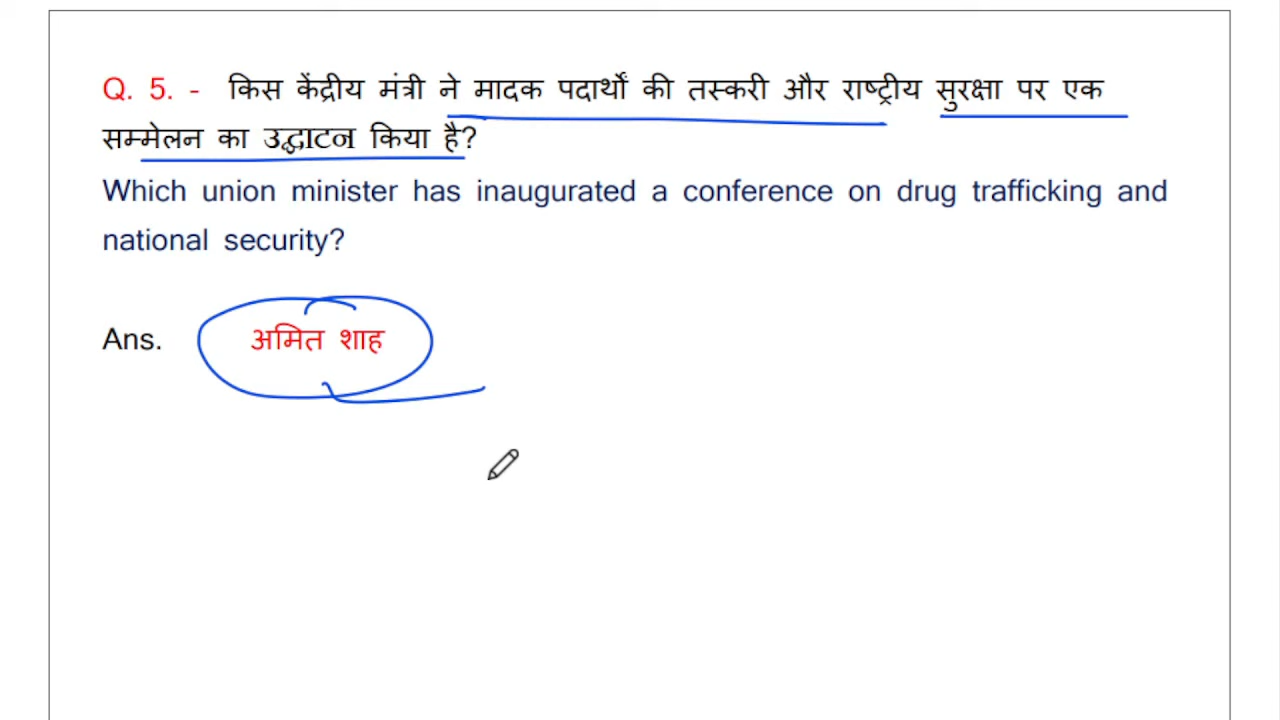 Q. 5. - किस केंद्रीय मंत्री ने मादक पदार्थों की तस्करी और राष्ट्रीय सुरक्षा पर एक
सम्मेलन का उद्घाटन किया है?
Which union minister has inaugurated a conference on drug trafficking and
national security?
Ans. अमित शाह